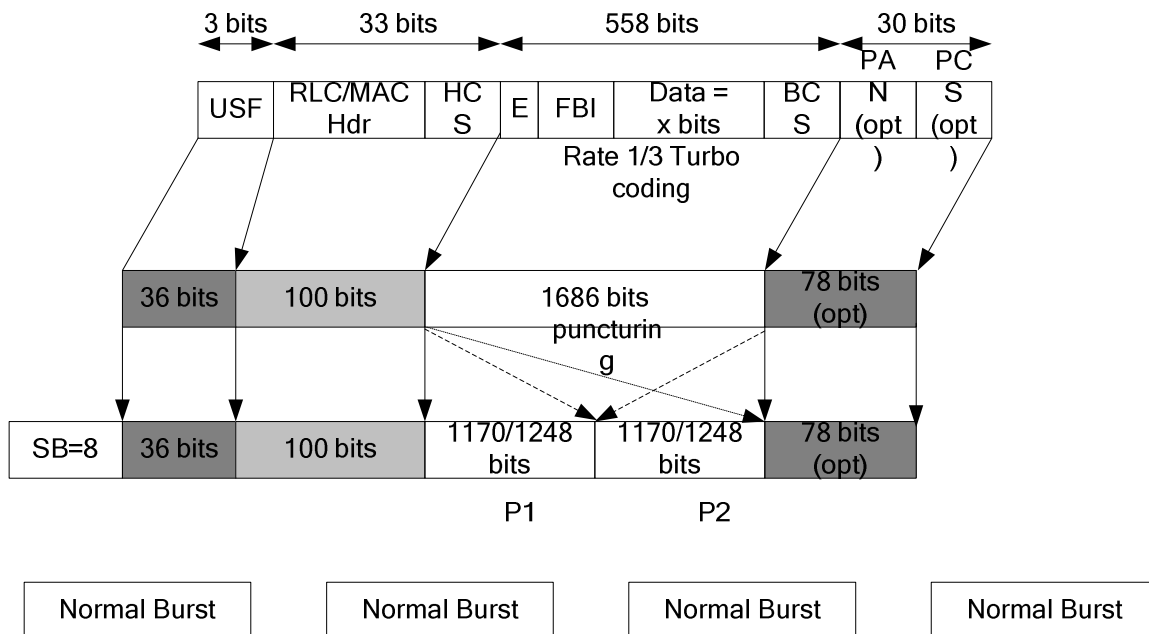 3 bits 33 bits 558 bits 30 bits
USF
RLC/MAC
Hdr
HC
S
E
FBI
Data =
x bits
BC
S
PA
N
(opt
)
PC
S
(opt
)
Rate 1/3 Turbo
coding
36 bits
100 bits
1686 bits
78 bits
(opt)
puncturin
g
SB=8
36 bits
100 bits
1170/1248
bits
1170/1248
bits
78 bits
(opt)
P1 P2
Normal Burst Normal Burst Normal Burst Normal Burst